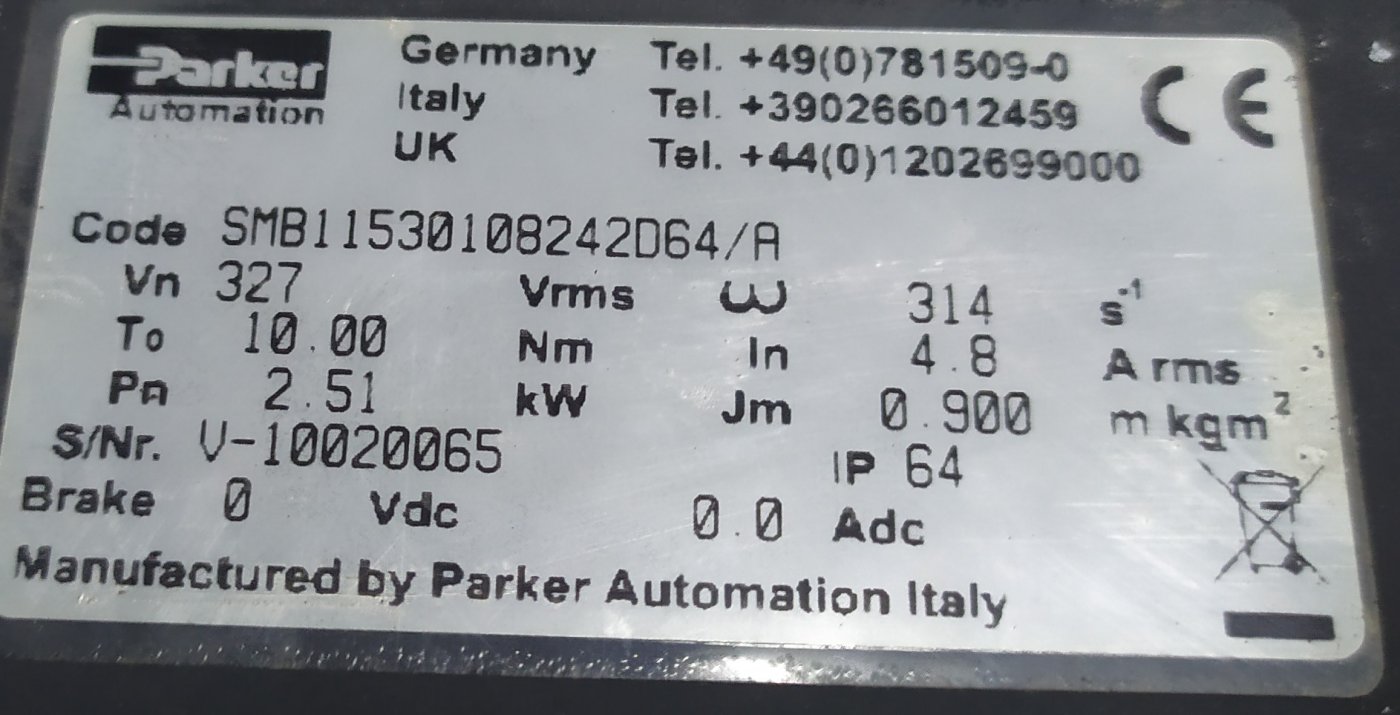 Parker
Automation
Germany Tel. +49(0)781509-0
Italy Tel. +390266012459
UK Tel. +44(0)1202699000
CE
Code SMB11530108242D64/A
Vn 327 Vrms ω 314 s⁻¹
To 10.00 Nm In 4.8 A rms
Pn 2.51 kW Jm 0.900 m kgm²
S/Nr. V-10020065 IP 64
Brake 0 Vdc 0.0 Adc
Manufactured by Parker Automation Italy